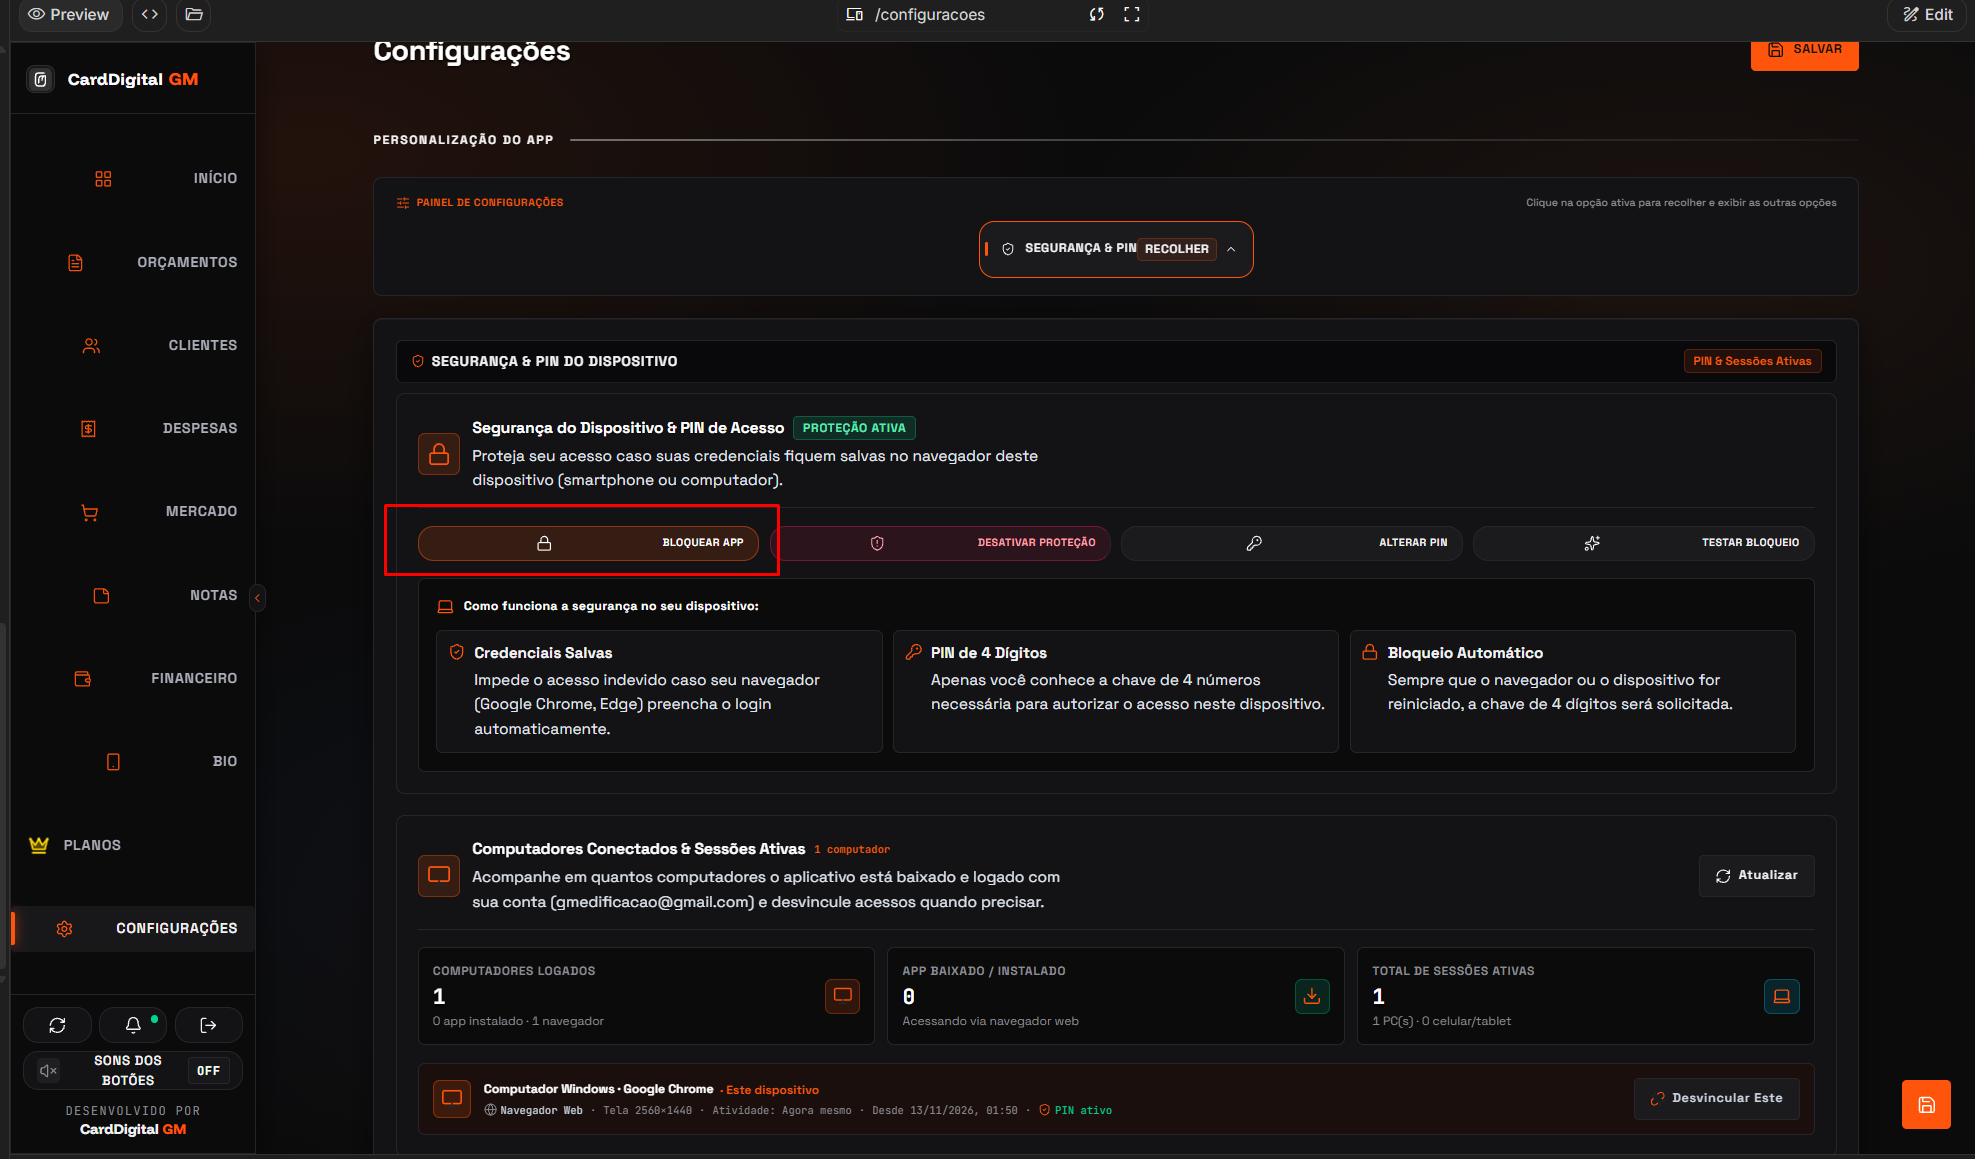 Preview
/configuracoes
Edit
CardDigital GM
INÍCIO
ORÇAMENTOS
CLIENTES
DESPESAS
MERCADO
NOTAS
FINANCEIRO
BIO
PLANOS
CONFIGURAÇÕES
SONS DOS
BOTÕES
OFF
DESENVOLVIDO POR
CardDigital GM
Configurações
SALVAR
PERSONALIZAÇÃO DO APP
PAINEL DE CONFIGURAÇÕES
Clique na opção ativa para recolher e exibir as outras opções
SEGURANÇA & PIN RECOLHER
SEGURANÇA & PIN DO DISPOSITIVO
PIN & Sessões Ativas
Segurança do Dispositivo & PIN de Acesso PROTEÇÃO ATIVA
Proteja seu acesso caso suas credenciais fiquem salvas no navegador deste
dispositivo (smartphone ou computador).
BLOQUEAR APP
DESATIVAR PROTEÇÃO
ALTERAR PIN
TESTAR BLOQUEIO
Como funciona a segurança no seu dispositivo:
Credenciais Salvas
Impede o acesso indevido caso seu navegador
(Google Chrome, Edge) preencha o login
automaticamente.
PIN de 4 Dígitos
Apenas você conhece a chave de 4 números
necessária para autorizar o acesso neste dispositivo.
Bloqueio Automático
Sempre que o navegador ou o dispositivo for
reiniciado, a chave de 4 dígitos será solicitada.
Computadores Conectados & Sessões Ativas 1 computador
Acompanhe em quantos computadores o aplicativo está baixado e logado com
sua conta (gmedificacao@gmail.com) e desvincule acessos quando precisar.
Atualizar
COMPUTADORES LOGADOS
1
0 app instalado · 1 navegador
APP BAIXADO / INSTALADO
0
Acessando via navegador web
TOTAL DE SESSÕES ATIVAS
1
1 PC(s) · 0 celular/tablet
Computador Windows · Google Chrome · Este dispositivo
Navegador Web · Tela 2560×1440 · Atividade: Agora mesmo · Desde 13/11/2026, 01:50 · PIN ativo
Desvincular Este